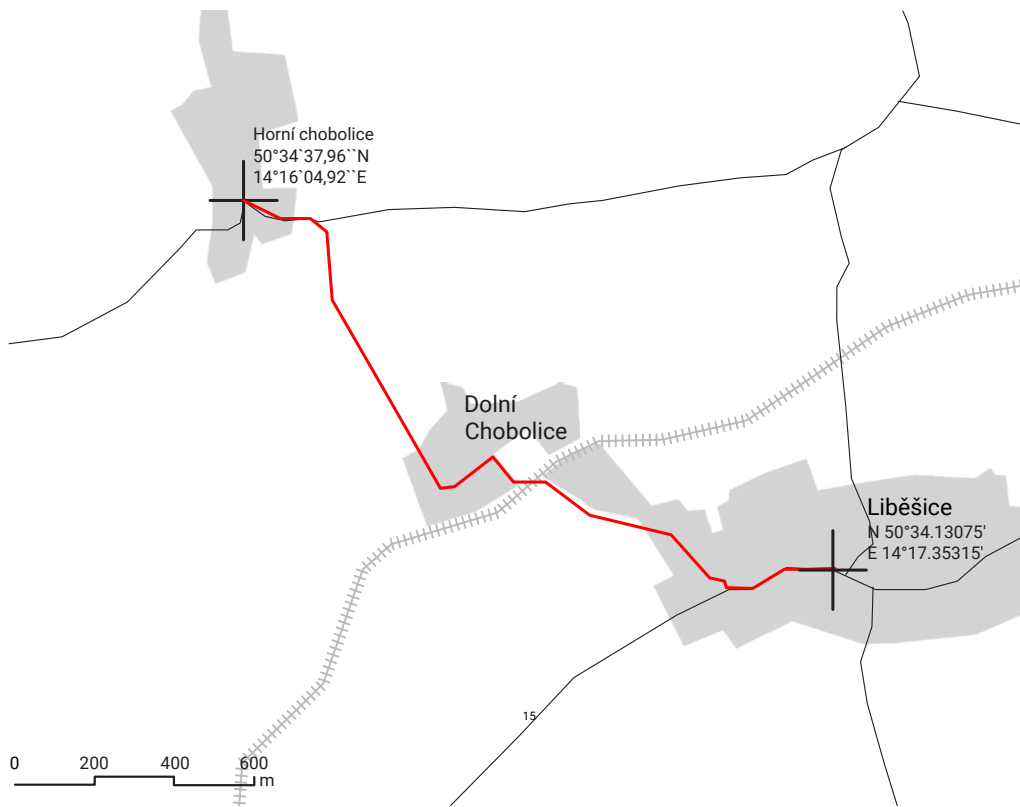 Horní chobolice
50°34`37,96``N
14°16`04,92``E
Dolní
Chobolice
Liběšice
N 50°34.13075'
E 14°17.35315'
15
0 200 400 600
m